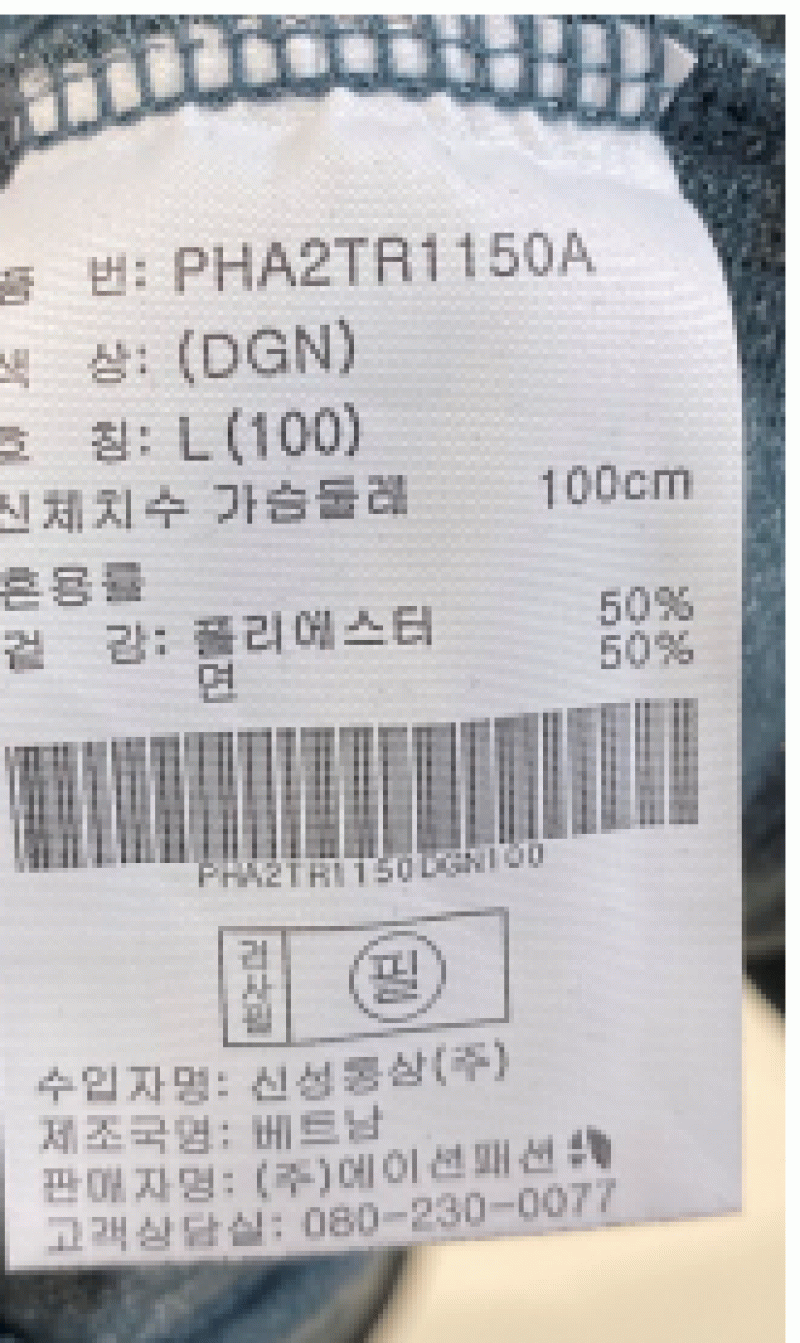 품 번: PHA2TR1150A
색 상: (DGN)
호 칭: L(100)
신체치수 가슴둘레 100cm
혼용률
겉 감: 폴리에스터 50%
면 50%
PHA2TR1150DGN100
검사필 필
수입자명: 신성통상(주)
제조국명: 베트남
판매자명: (주)에이션패션
고객상담실: 080-230-0077